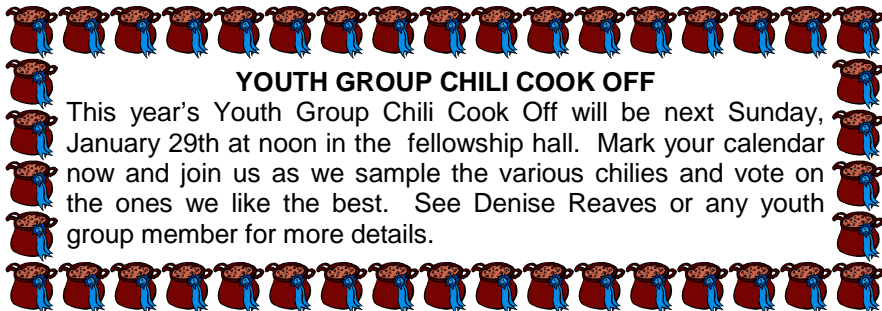 YOUTH GROUP CHILI COOK OFF
This year's Youth Group Chili Cook Off will be next Sunday,
January 29th at noon in the fellowship hall. Mark your calendar
now and join us as we sample the various chilies and vote on
the ones we like the best. See Denise Reaves or any youth
group member for more details.